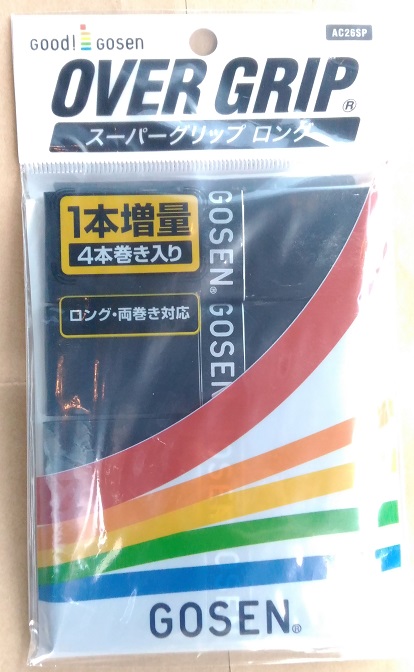 GOOD! GOSEN
AC26SP
OVER GRIP®
スーパーグリップ ロング
1本増量
4本巻き入り
ロング・両巻き対応
GOSEN® GOSEN
GOSEN®